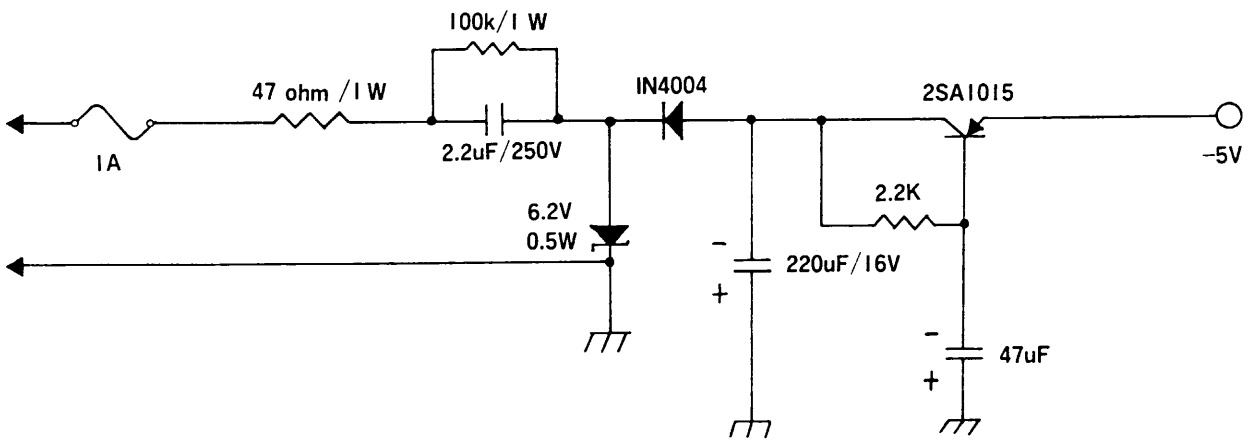 100k/1 W
47 ohm /1 W
1N4004
2SA1015
1A
2.2uF/250V
-5V
6.2V
0.5W
2.2K
-
220uF/16V
+
-
47uF
+